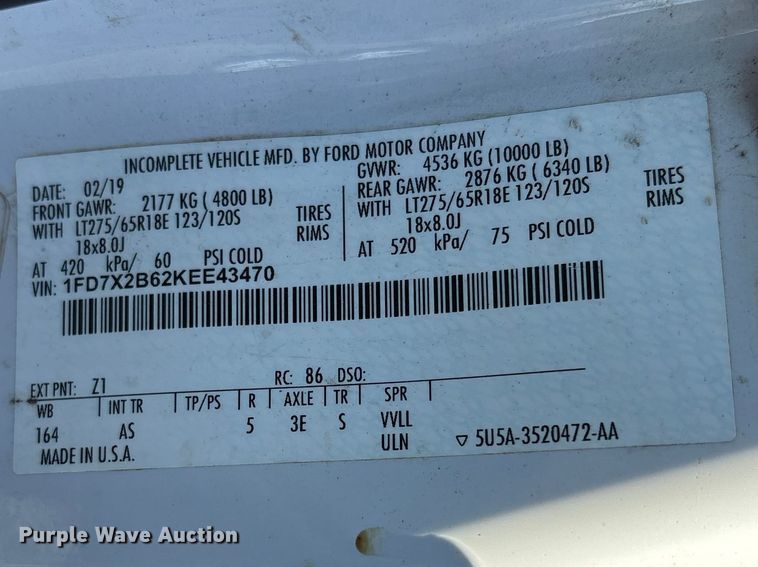 INCOMPLETE VEHICLE MFD. BY FORD MOTOR COMPANY
DATE: 02/19 GVWR: 4536 KG (10000 LB)
FRONT GAWR: 2177 KG ( 4800 LB) REAR GAWR: 2876 KG ( 6340 LB)
WITH LT275/65R18E 123/120S TIRES WITH LT275/65R18E 123/120S TIRES
18x8.0J RIMS 18x8.0J RIMS
AT 420 kPa/ 60 PSI COLD AT 520 kPa/ 75 PSI COLD
VIN: 1FD7X2B62KEE43470
EXT PNT: Z1 RC: 86 DSO:
WB INT TR TP/PS R AXLE TR SPR
164 AS 5 3E S VVLL
MADE IN U.S.A. ULN ▽ 5U5A-3520472-AA
Purple Wave Auction